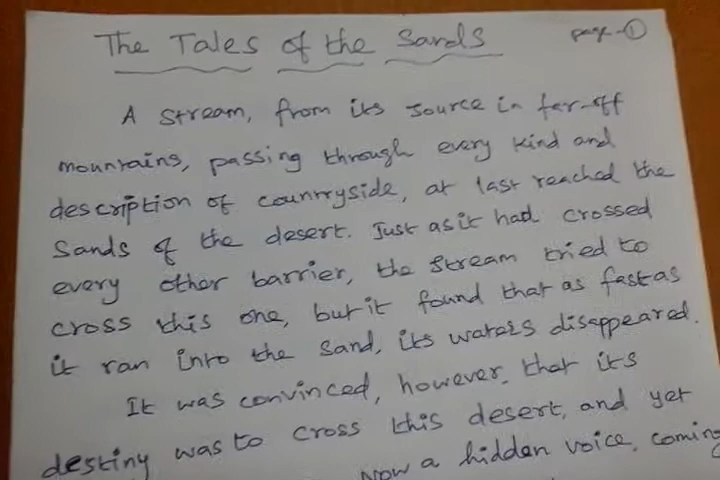 The Tales of the Sands
page-1
A stream, from its source in far-off
mountains, passing through every kind and
description of countryside, at last reached the
Sands of the desert. Just as it had crossed
every other barrier, the stream tried to
cross this one, but it found that as fast as
it ran into the sand, its waters disappeared.
It was convinced, however, that its
destiny was to cross this desert, and yet
Now a hidden voice, coming